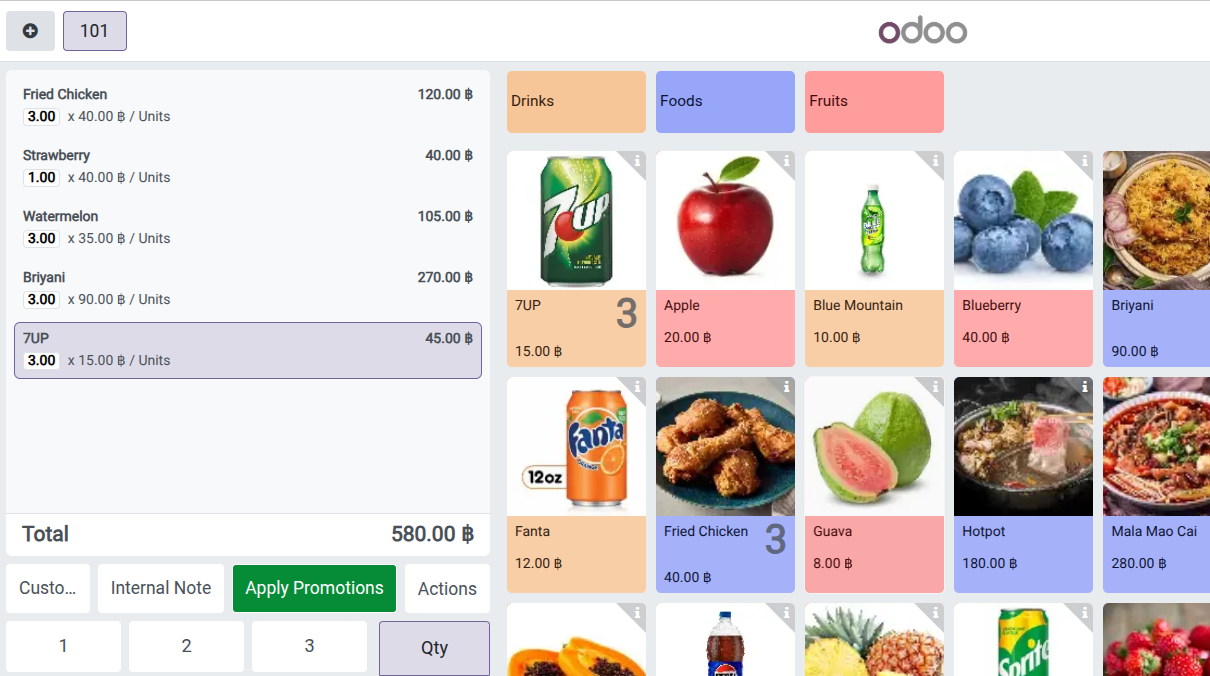 101
odoo
Fried Chicken 120.00 ฿
3.00 x 40.00 ฿ / Units
Strawberry 40.00 ฿
1.00 x 40.00 ฿ / Units
Watermelon 105.00 ฿
3.00 x 35.00 ฿ / Units
Briyani 270.00 ฿
3.00 x 90.00 ฿ / Units
7UP 45.00 ฿
3.00 x 15.00 ฿ / Units
Total 580.00 ฿
Custo... Internal Note Apply Promotions Actions
1 2 3 Qty
Drinks Foods Fruits
7UP
7UP 3
15.00 ฿
Apple
20.00 ฿
Blue Mountain
10.00 ฿
Blueberry
40.00 ฿
Briyani
90.00 ฿
Fanta
ORANGE
12oz
Fanta
12.00 ฿
Fried Chicken 3
40.00 ฿
Guava
8.00 ฿
Hotpot
180.00 ฿
Mala Mao Cai
280.00 ฿
Sprite